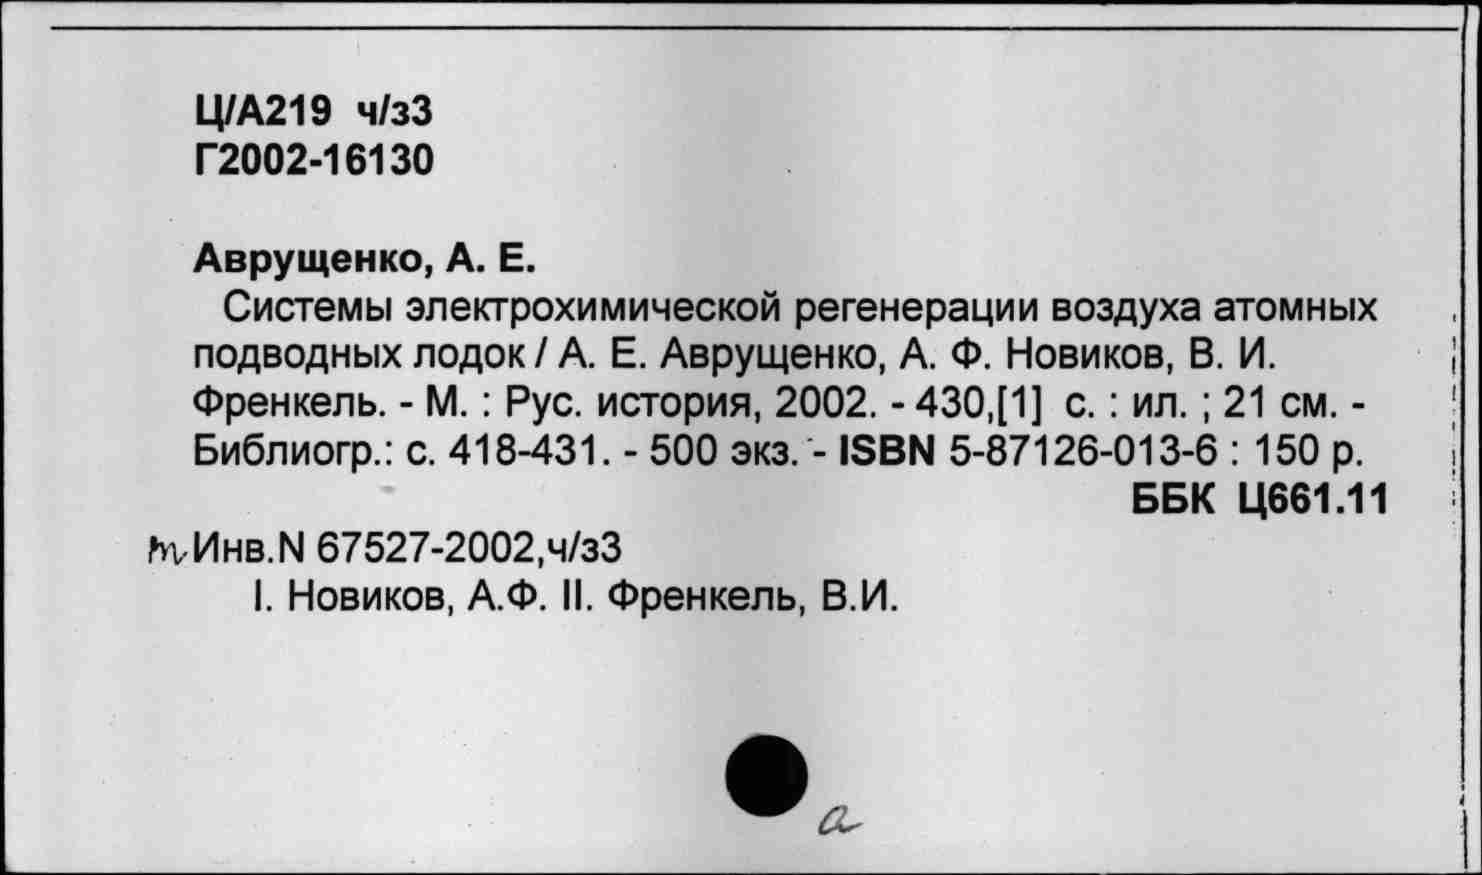 Ц/А219 ч/з3
Г2002-16130
Аврущенко, А. Е.
Системы электрохимической регенерации воздуха атомных
подводных лодок / А. Е. Аврущенко, А. Ф. Новиков, В. И.
Френкель. - М. : Рус. история, 2002. - 430,[1] с. : ил. ; 21 см. -
Библиогр.: с. 418-431. - 500 экз. - ISBN 5-87126-013-6 : 150 р.
ББК Ц661.11
Инв.N 67527-2002,ч/з3
I. Новиков, А.Ф. II. Френкель, В.И.
а